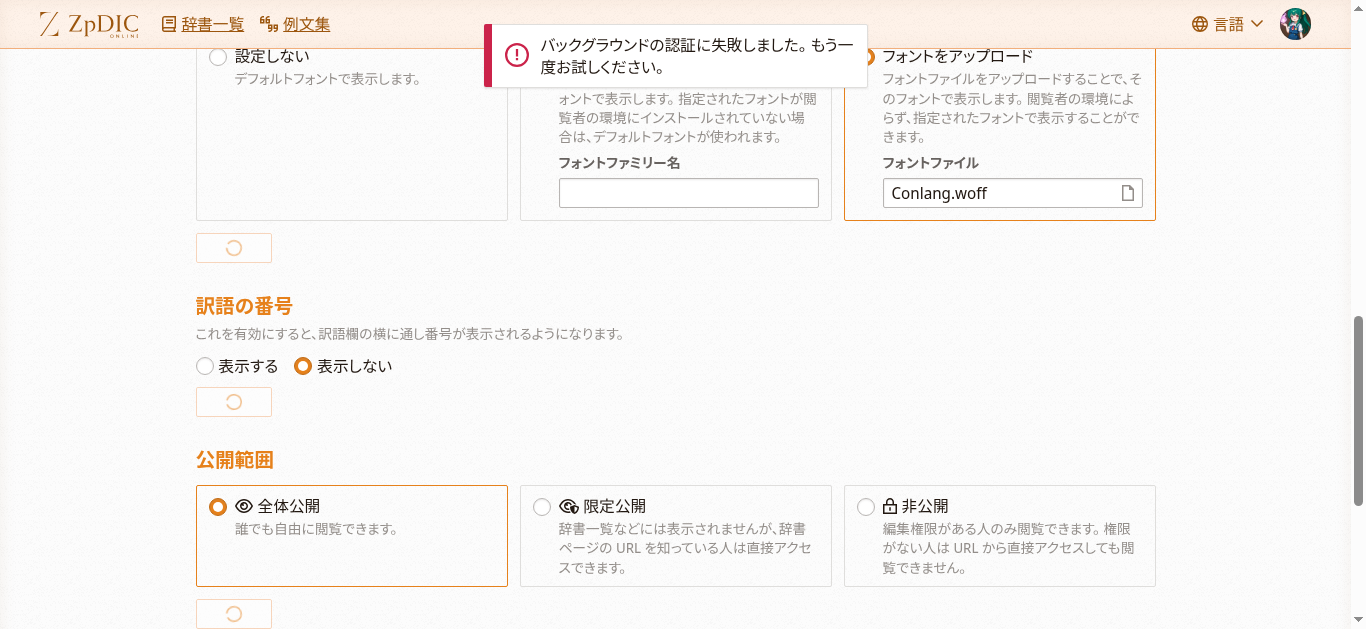 ZpDIC
ONLINE
辞書一覧
例文集
言語
バックグラウンドの認証に失敗しました。もう一
度お試しください。
設定しない
デフォルトフォントで表示します。
ォントで表示します。指定されたフォントが閲
覧者の環境にインストールされていない場
合は、デフォルトフォントが使われます。
フォントファミリー名
フォントをアップロード
フォントファイルをアップロードすることで、そ
のフォントで表示します。閲覧者の環境によ
らず、指定されたフォントで表示することがで
きます。
フォントファイル
Conlang.woff
訳語の番号
これを有効にすると、訳語欄の横に通し番号が表示されるようになります。
表示する
表示しない
公開範囲
全体公開
誰でも自由に閲覧できます。
限定公開
辞書一覧などには表示されませんが、辞書
ページの URL を知っている人は直接アクセ
スできます。
非公開
編集権限がある人のみ閲覧できます。権限
がない人は URL から直接アクセスしても閲
覧できません。